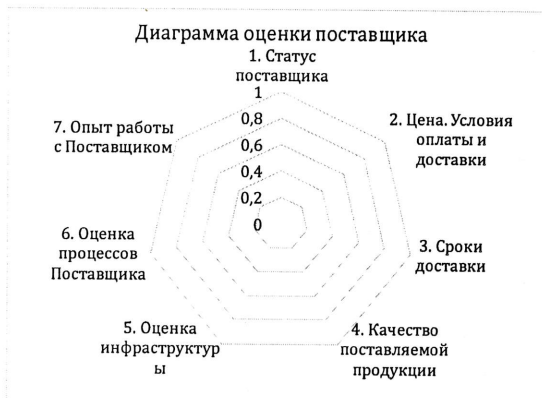 Диаграмма оценки поставщика
1. Статус
поставщика
1
0,8
0,6
0,4
0,2
0
2. Цена. Условия
оплаты и
доставки
3. Сроки
доставки
4. Качество
поставляемой
продукции
5. Оценка
инфраструктур
ы
6. Оценка
процессов
Поставщика
7. Опыт работы
с Поставщиком